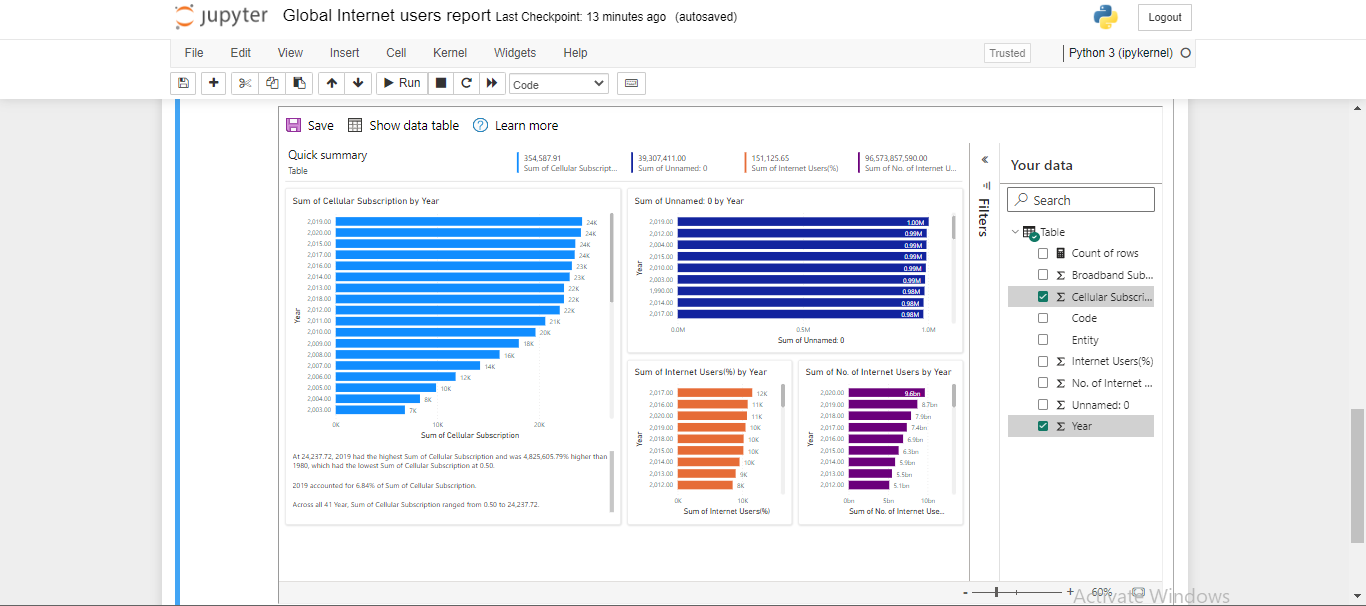 jupyter Global Internet users report Last Checkpoint: 13 minutes ago (autosaved)
Logout
File Edit View Insert Cell Kernel Widgets Help
Trusted
Python 3 (ipykernel)
Run
Code
Save Show data table ? Learn more
Quick summary
Table
354,587.91
Sum of Cellular Subscript...
39,307,411.00
Sum of Unnamed: 0
151,125.65
Sum of Internet Users(%)
96,573,857,590.00
Sum of No. of Internet U...
Sum of Cellular Subscription by Year
2,019.00 24K
2,020.00 24K
2,015.00 24K
2,017.00 24K
2,016.00 23K
2,014.00 23K
2,013.00 22K
2,018.00 22K
2,012.00 22K
2,011.00 21K
2,010.00 20K
2,009.00 18K
2,008.00 16K
2,007.00 14K
2,006.00 12K
2,005.00 10K
2,004.00 8K
2,003.00 7K
Year
0K 10K 20K
Sum of Cellular Subscription
At 24,237.72, 2019 had the highest Sum of Cellular Subscription and was 4,825,605.79% higher than
1980, which had the lowest Sum of Cellular Subscription at 0.50.
2019 accounted for 6.84% of Sum of Cellular Subscription.
Across all 41 Year, Sum of Cellular Subscription ranged from 0.50 to 24,237.72.
Sum of Unnamed: 0 by Year
2,019.00 1.00M
2,012.00 0.99M
2,004.00 0.99M
2,015.00 0.99M
2,010.00 0.99M
2,003.00 0.99M
1,990.00 0.98M
2,014.00 0.98M
2,017.00 0.98M
Year
0.0M 0.5M 1.0M
Sum of Unnamed: 0
Sum of Internet Users(%) by Year
2,017.00 12K
2,016.00 11K
2,020.00 11K
2,019.00 10K
2,018.00 10K
2,015.00 10K
2,014.00 10K
2,013.00 9K
2,012.00 8K
Year
0K 10K
Sum of Internet Users(%)
Sum of No. of Internet Users by Year
2,020.00 9.6bn
2,019.00 8.7bn
2,018.00 7.9bn
2,017.00 7.4bn
2,016.00 6.9bn
2,015.00 6.3bn
2,014.00 5.9bn
2,013.00 5.5bn
2,012.00 5.1bn
Year
0bn 5bn 10bn
Sum of No. of Internet Use...
Filters
Your data
Search
Table
Count of rows
Σ Broadband Sub...
Σ Cellular Subscri...
Code
Entity
Σ Internet Users(%)
Σ No. of Internet ...
Σ Unnamed: 0
Σ Year
- + 60%
Activate Windows